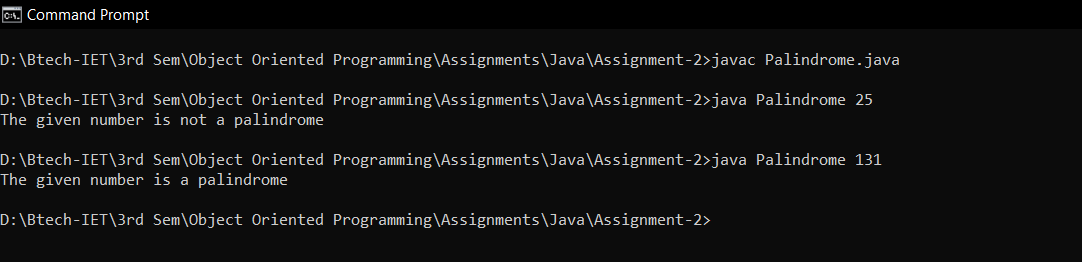 Command Prompt
D:\Btech-IET\3rd Sem\Object Oriented Programming\Assignments\Java\Assignment-2>javac Palindrome.java
D:\Btech-IET\3rd Sem\Object Oriented Programming\Assignments\Java\Assignment-2>java Palindrome 25
The given number is not a palindrome
D:\Btech-IET\3rd Sem\Object Oriented Programming\Assignments\Java\Assignment-2>java Palindrome 131
The given number is a palindrome
D:\Btech-IET\3rd Sem\Object Oriented Programming\Assignments\Java\Assignment-2>